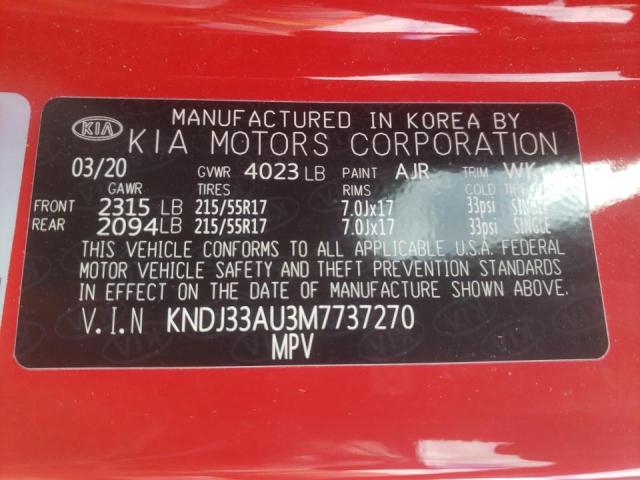 MANUFACTURED IN KOREA BY
KIA KIA MOTORS CORPORATION
03/20 GVWR 4023 LB PAINT AJR TRIM WK
GAWR TIRES RIMS COLD
FRONT 2315 LB 215/55R17 7.0Jx17 33psi SINGLE
REAR 2094 LB 215/55R17 7.0Jx17 33psi SINGLE
THIS VEHICLE CONFORMS TO ALL APPLICABLE U.S.A. FEDERAL
MOTOR VEHICLE SAFETY AND THEFT PREVENTION STANDARDS
IN EFFECT ON THE DATE OF MANUFACTURE SHOWN ABOVE.
V.I.N KNDJ33AU3M7737270
MPV